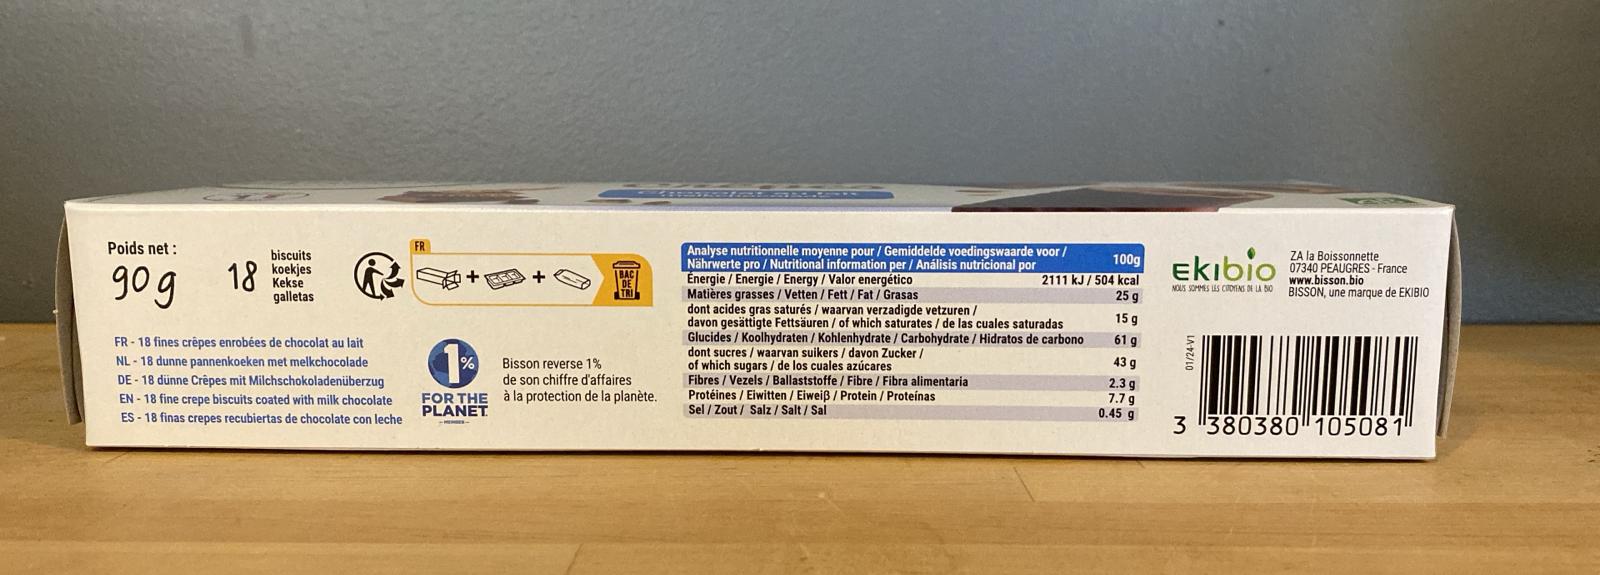 Chocolat au lait
Poids net :
90g
18
biscuits
koekjes
Kekse
galletas
FR
BAC
DE
TRI
FR - 18 fines crêpes enrobées de chocolat au lait
NL - 18 dunne pannenkoeken met melkchocolade
DE - 18 dünne Crêpes mit Milchschokoladenüberzug
EN - 18 fine crepe biscuits coated with milk chocolate
ES - 18 finas crepes recubiertas de chocolate con leche
1%
FOR THE
PLANET
MEMBER
Bisson reverse 1%
de son chiffre d'affaires
à la protection de la planète.
Analyse nutritionnelle moyenne pour / Gemiddelde voedingswaarde voor /
Nährwerte pro / Nutritional information per / Análisis nutricional por 100g
Énergie / Energie / Energy / Valor energético 2111 kJ / 504 kcal
Matières grasses / Vetten / Fett / Fat / Grasas 25 g
dont acides gras saturés / waarvan verzadigde vetzuren /
davon gesättigte Fettsäuren / of which saturates / de las cuales saturadas 15 g
Glucides / Koolhydraten / Kohlenhydrate / Carbohydrate / Hidratos de carbono 61 g
dont sucres / waarvan suikers / davon Zucker /
of which sugars / de los cuales azúcares 43 g
Fibres / Vezels / Ballaststoffe / Fibre / Fibra alimentaria 2.3 g
Protéines / Eiwitten / Eiweiβ / Protein / Proteínas 7.7 g
Sel / Zout / Salz / Salt / Sal 0.45 g
EKIBIO
NOUS SOMMES LES CITOYENS DE LA BIO
ZA la Boissonnette
07340 PEAUGRES - France
www.bisson.bio
BISSON, une marque de EKIBIO
01/24-V1
3 380380 105081